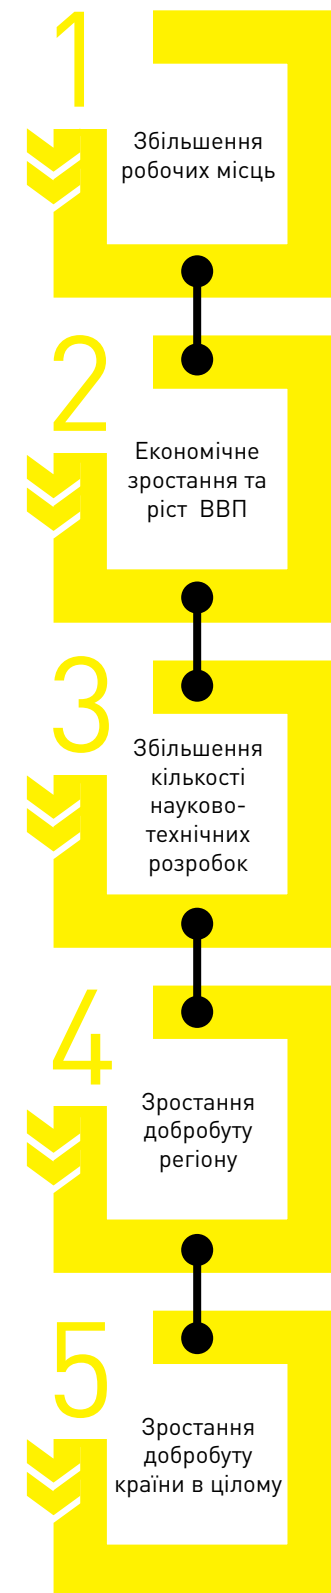 1
Збільшення
робочих місць
2
Економічне
зростання та
ріст ВВП
3
Збільшення
кількості
науково-
технічних
розробок
4
Зростання
добробуту
регіону
5
Зростання
добробуту
країни в цілому